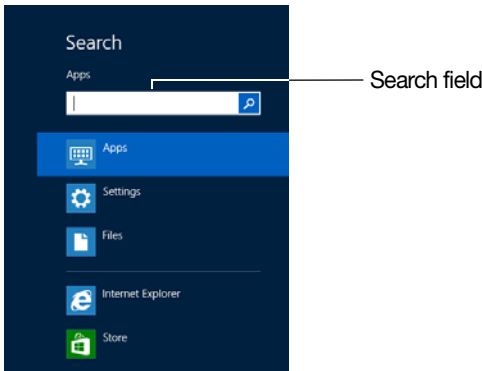 Search
Apps
Search field
Apps
Settings
Files
Internet Explorer
Store